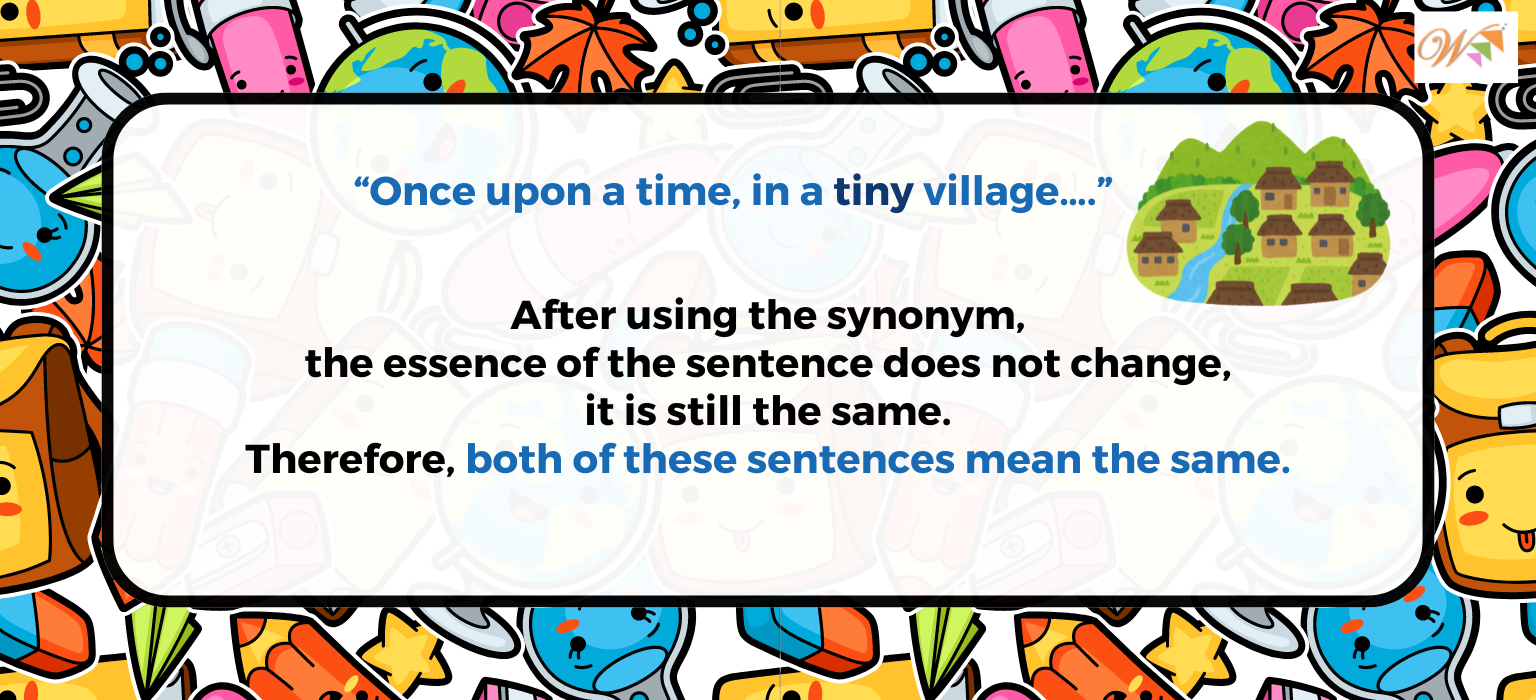 “Once upon a time, in a tiny village....”
After using the synonym,
the essence of the sentence does not change,
it is still the same.
Therefore, both of these sentences mean the same.
W